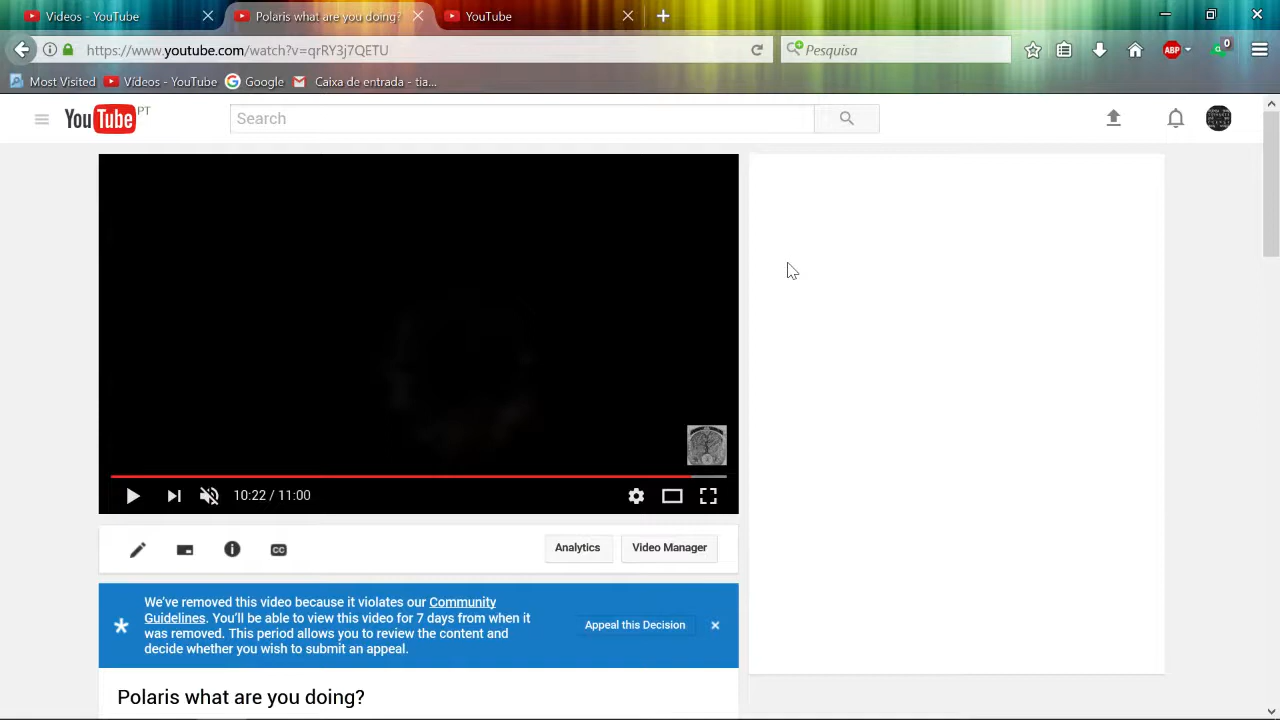 Videos - YouTube
Polaris what are you doing?
YouTube
https://www.youtube.com/watch?v=qrRY3j7QETU
Pesquisa
ABP
0
Most Visited
Vídeos - YouTube
Google
Caixa de entrada - tia...
YouTube PT
Search
10:22 / 11:00
CC
Analytics
Video Manager
We've removed this video because it violates our Community
Guidelines. You'll be able to view this video for 7 days from when it
was removed. This period allows you to review the content and
decide whether you wish to submit an appeal.
Appeal this Decision
Polaris what are you doing?